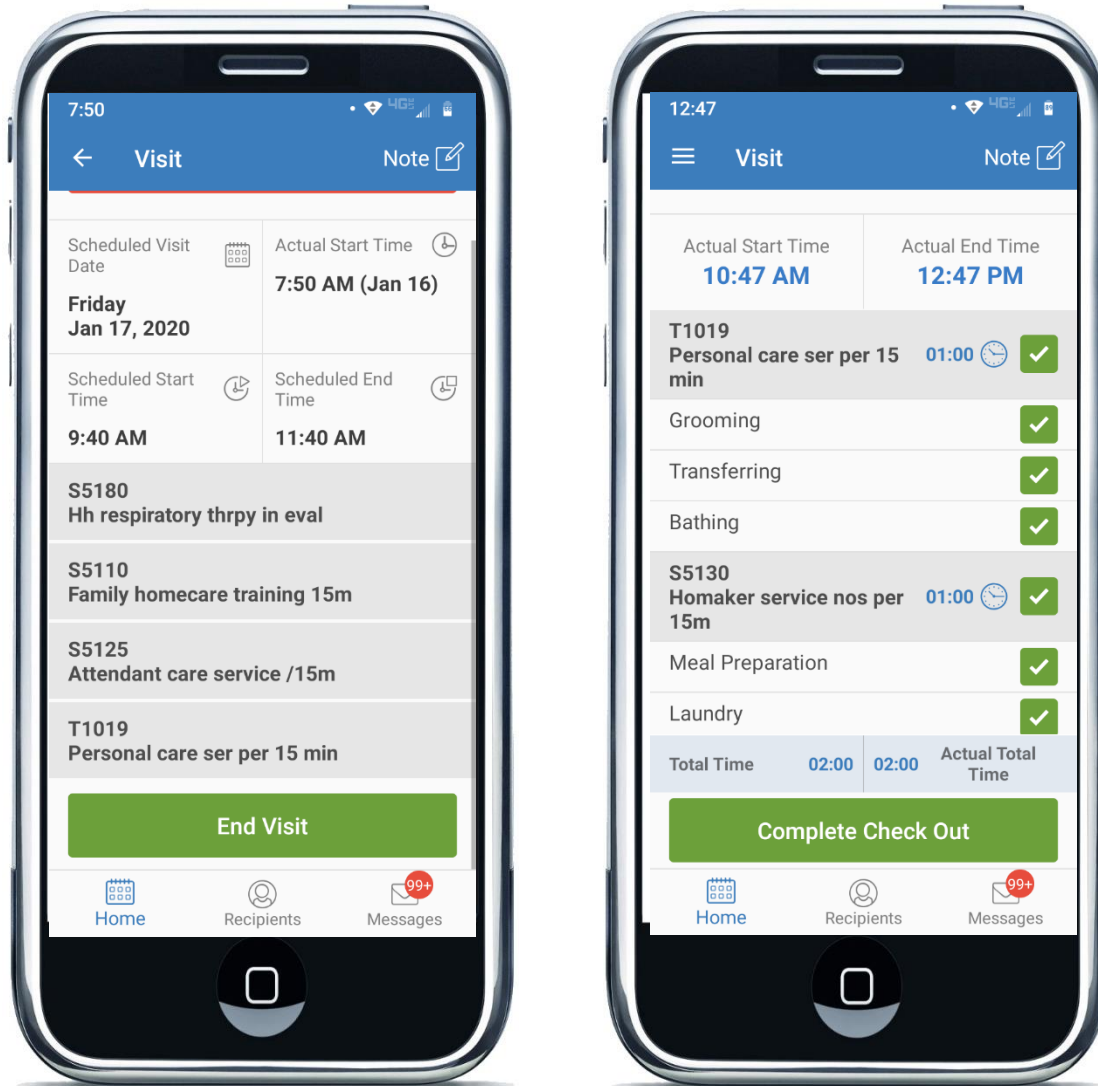 7:50
4G
Visit
Note
Scheduled Visit
Date
Friday
Jan 17, 2020
Actual Start Time
7:50 AM (Jan 16)
Scheduled Start
Time
9:40 AM
Scheduled End
Time
11:40 AM
S5180
Hh respiratory thrpy in eval
S5110
Family homecare training 15m
S5125
Attendant care service /15m
T1019
Personal care ser per 15 min
End Visit
Home
Recipients
99+
Messages
12:47
4G
Visit
Note
Actual Start Time
10:47 AM
Actual End Time
12:47 PM
T1019
Personal care ser per 15
min
01:00
Grooming
Transferring
Bathing
S5130
Homaker service nos per
15m
01:00
Meal Preparation
Laundry
Total Time
02:00
02:00
Actual Total
Time
Complete Check Out
Home
Recipients
99+
Messages